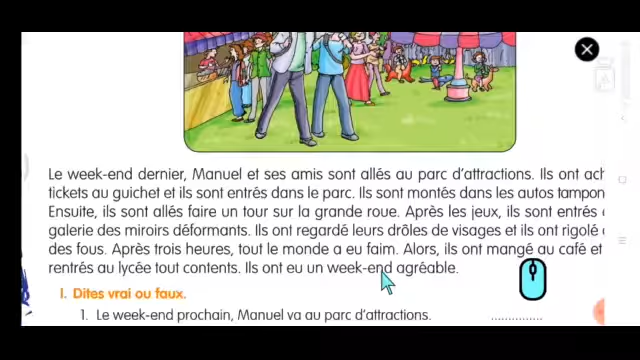 Le week-end dernier, Manuel et ses amis sont allés au parc d'attractions. Ils ont
tickets au guichet et ils sont entrés dans le parc. Ils sont montés dans les autos
Ensuite, ils sont allés faire un tour sur la grande roue. Après les jeux, ils sont entrés
galerie des miroirs déformants. Ils ont regardé leurs drôles de visages et ils ont rigolé
des fous. Après trois heures, tout le monde a eu faim. Alors, ils ont mangé au café et
rentrés au lycée tout contents. Ils ont eu un week-end agréable.
I. Dites vrai ou faux.
1. Le week-end prochain, Manuel va au parc d'attractions. ...............